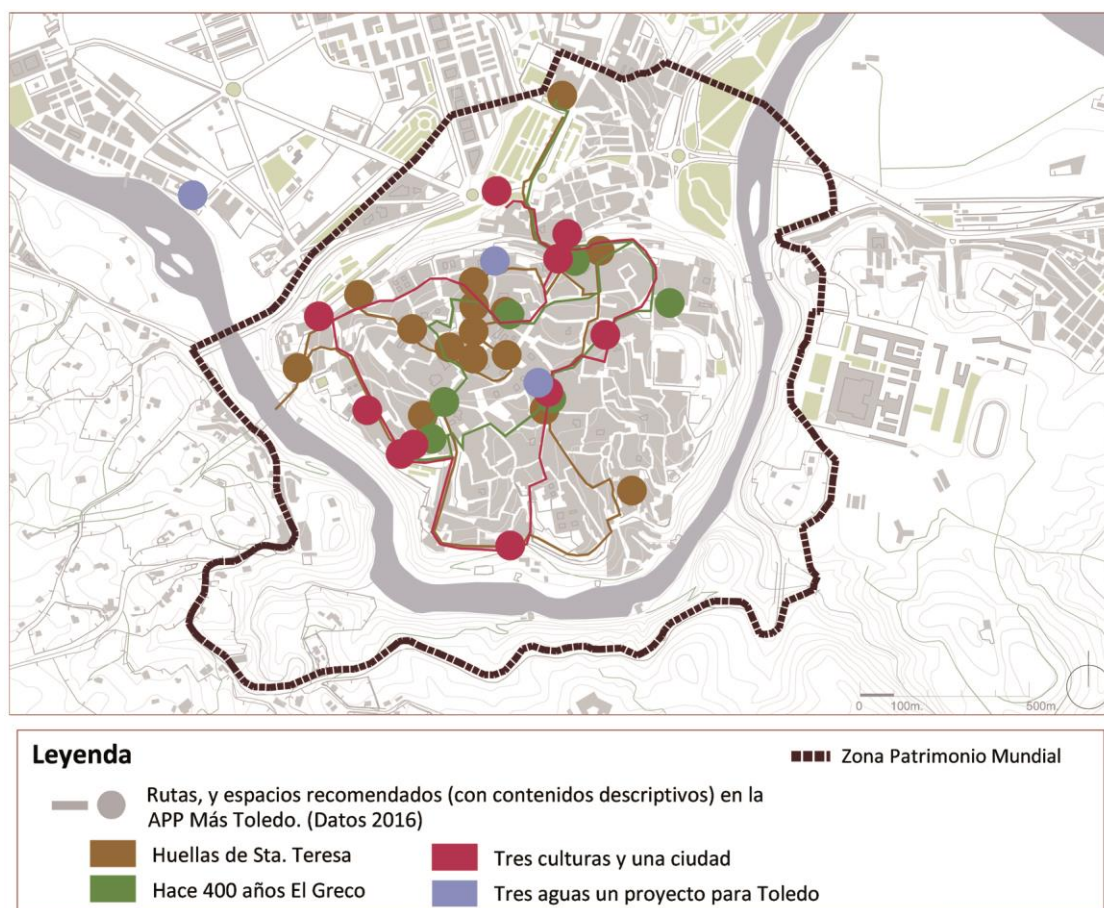 0 100m. 500m.
Leyenda
Zona Patrimonio Mundial
Rutas, y espacios recomendados (con contenidos descriptivos) en la
APP Más Toledo. (Datos 2016)
Huellas de Sta. Teresa
Tres culturas y una ciudad
Hace 400 años El Greco
Tres aguas un proyecto para Toledo